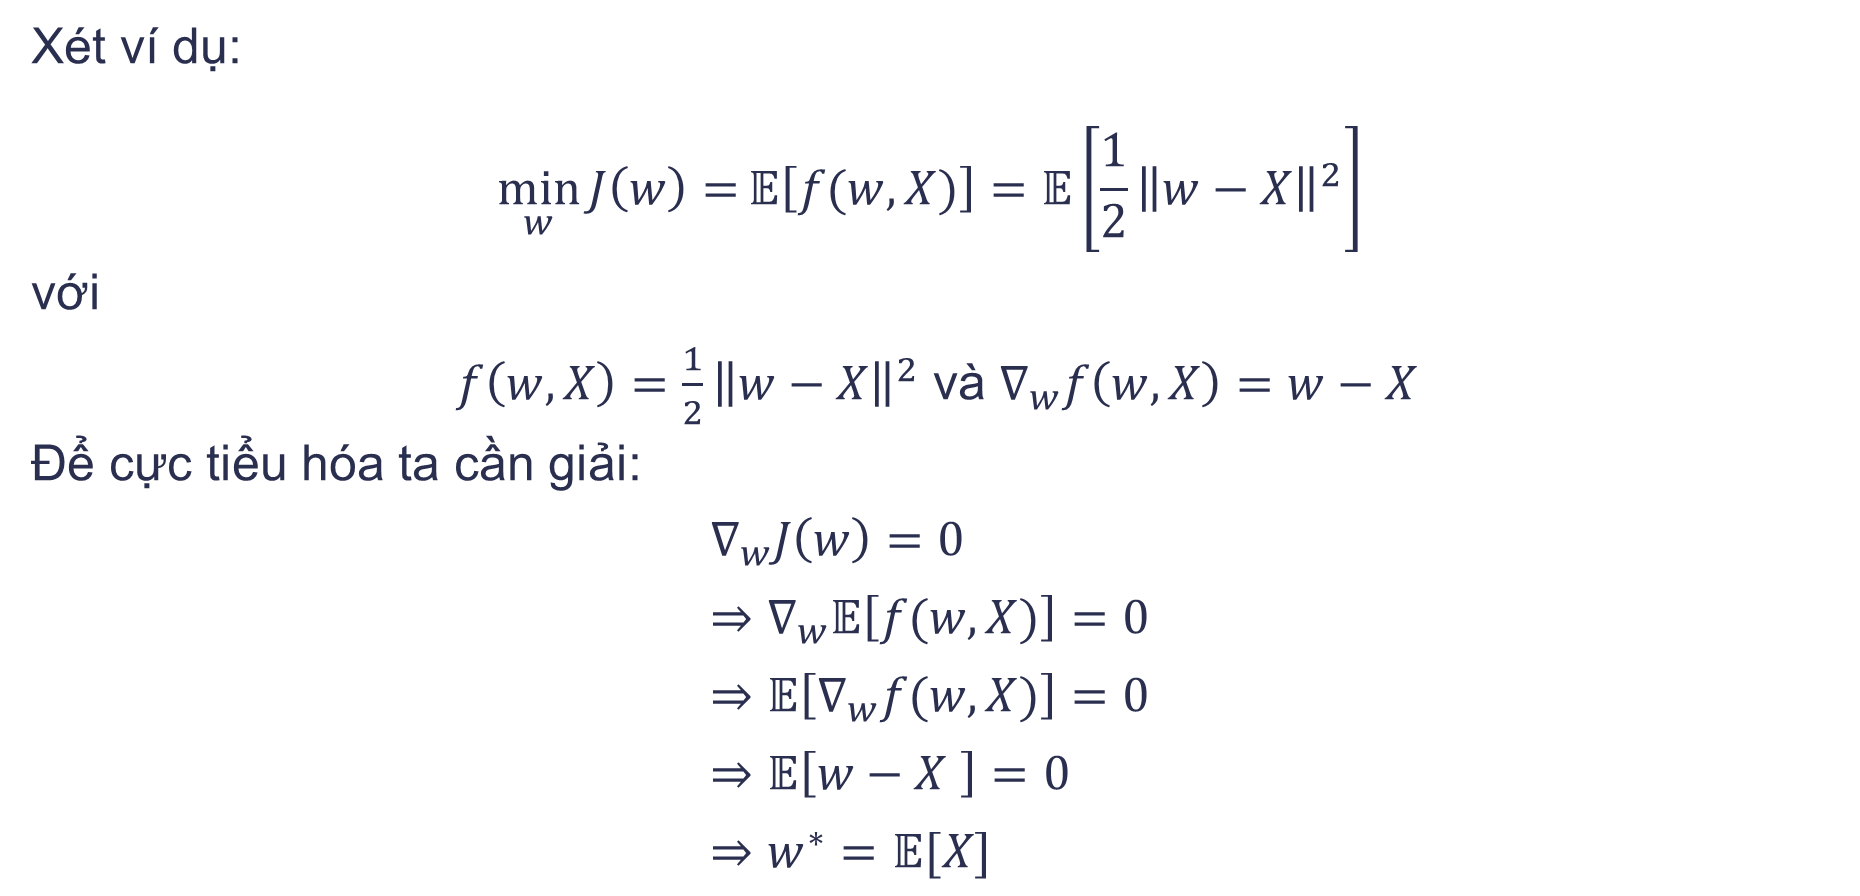 Xét ví dụ:
min_w J(w) = 𝔼[f(w, X)] = 𝔼[1/2 ‖w − X‖²]
với
f(w, X) = 1/2 ‖w − X‖² và ∇_w f(w, X) = w − X
Để cực tiểu hóa ta cần giải:
∇_w J(w) = 0
⇒ ∇_w 𝔼[f(w, X)] = 0
⇒ 𝔼[∇_w f(w, X)] = 0
⇒ 𝔼[w − X ] = 0
⇒ w* = 𝔼[X]